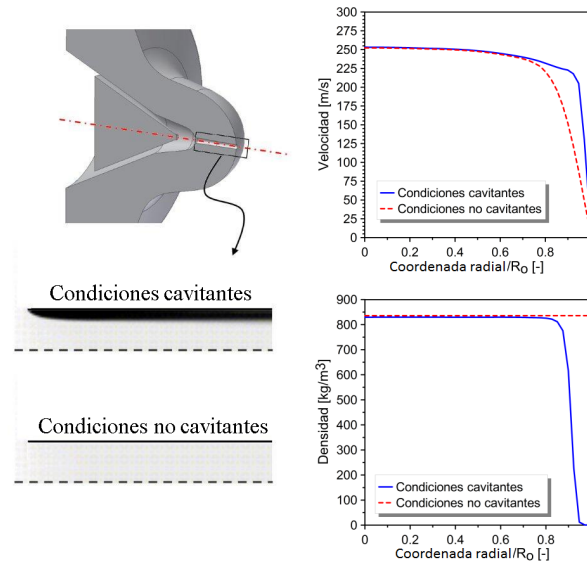 Condiciones cavitantes
Condiciones no cavitantes
Velocidad [m/s]
300
275
250
225
200
175
150
125
100
75
50
25
0
Condiciones cavitantes
Condiciones no cavitantes
0 0.2 0.4 0.6 0.8
Coordenada radial/Ro [-]
Densidad [kg/m3]
900
800
700
600
500
400
300
200
100
0
Condiciones cavitantes
Condiciones no cavitantes
0 0.2 0.4 0.6 0.8
Coordenada radial/Ro [-]